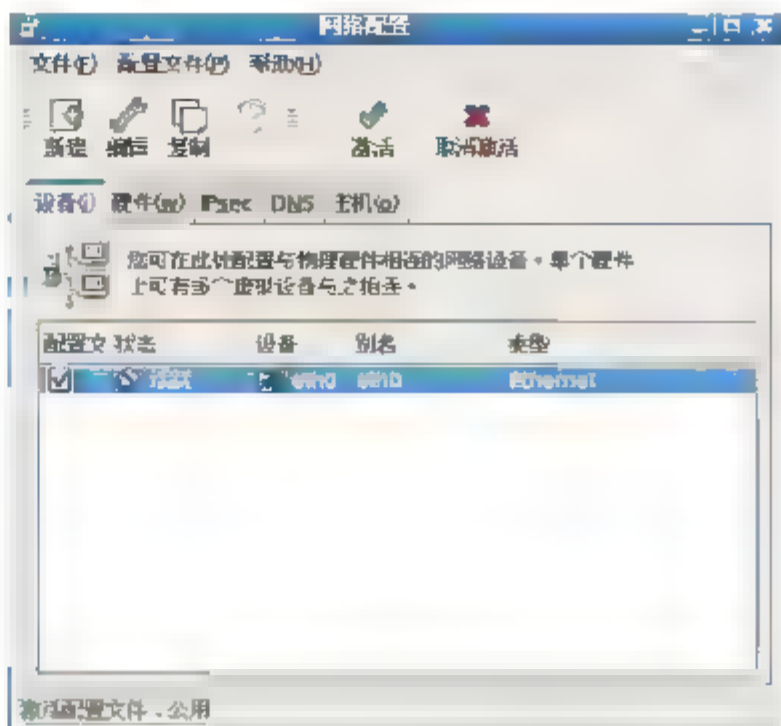 网络配置
文件(F) 配置文件(P) 帮助(H)
新建 编辑 复制 激活 取消激活
设备(i) 硬件(w) IPsec DNS 主机(o)
您可在此处配置与物理硬件相连的网络设备。单个硬件
上可有多个虚拟设备与之相连。
配置文 状态 设备 别名 类型
eth0 eth0 Ethernet
激活配置文件:公用